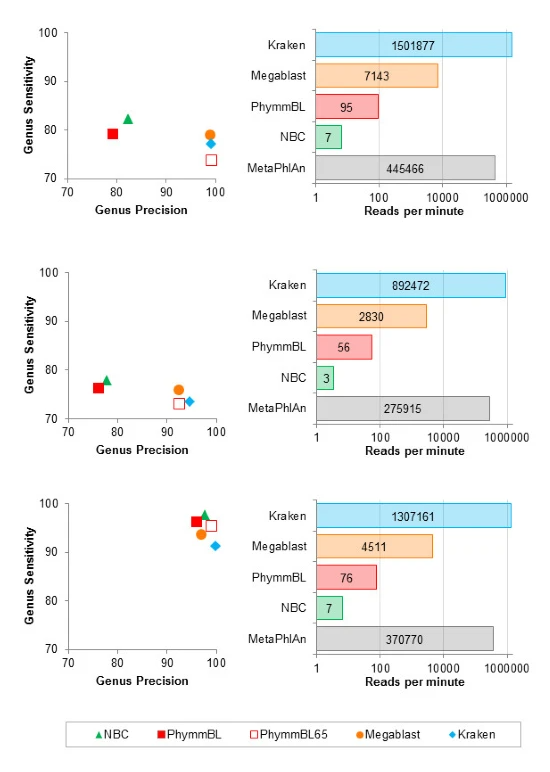 100
90
80
70
70 80 90 100
Genus Sensitivity
Genus Precision
Kraken 1501877
Megablast 7143
PhymmBL 95
NBC 7
MetaPhlAn 445466
1 100 10000 1000000
Reads per minute
100
90
80
70
70 80 90 100
Genus Sensitivity
Genus Precision
Kraken 892472
Megablast 2830
PhymmBL 56
NBC 3
MetaPhlAn 275915
1 100 10000 1000000
Reads per minute
100
90
80
70
70 80 90 100
Genus Sensitivity
Genus Precision
Kraken 1307161
Megablast 4511
PhymmBL 76
NBC 7
MetaPhlAn 370770
1 100 10000 1000000
Reads per minute
NBC PhymmBL PhymmBL65 Megablast Kraken